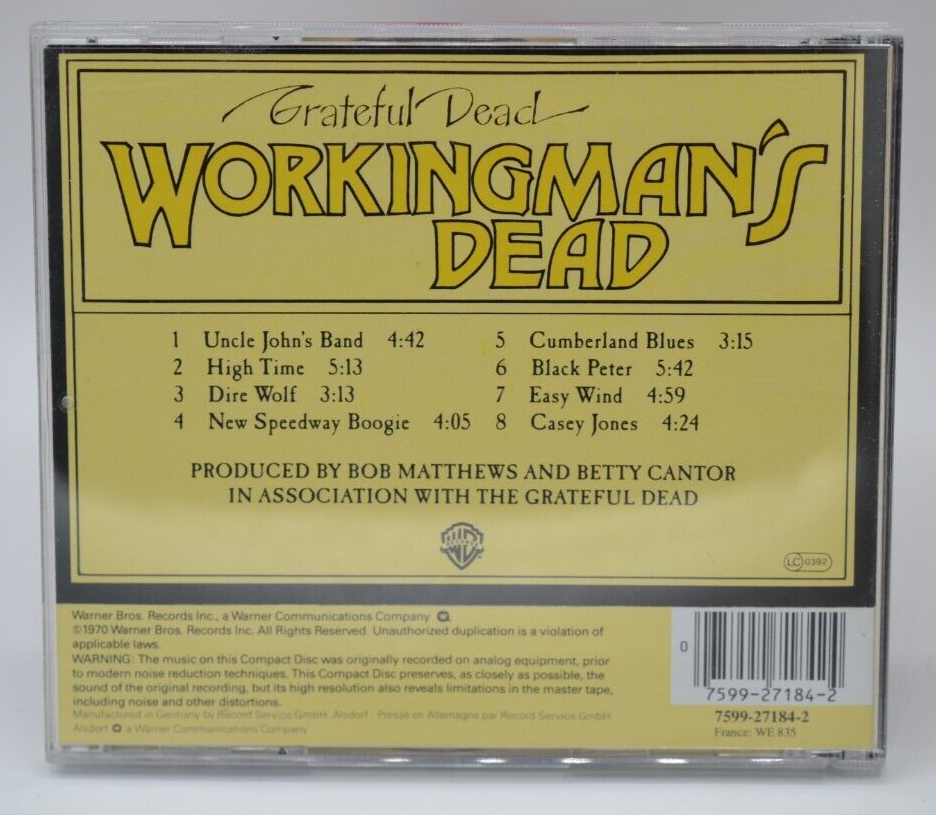 Grateful Dead
WORKINGMAN'S
DEAD
1 Uncle John's Band 4:42
2 High Time 5:13
3 Dire Wolf 3:13
4 New Speedway Boogie 4:05
5 Cumberland Blues 3:15
6 Black Peter 5:42
7 Easy Wind 4:59
8 Casey Jones 4:24
PRODUCED BY BOB MATTHEWS AND BETTY CANTOR
IN ASSOCIATION WITH THE GRATEFUL DEAD
LC 0392
Warner Bros. Records Inc., a Warner Communications Company
©1970 Warner Bros. Records Inc. All Rights Reserved. Unauthorized duplication is a violation of
applicable laws.
WARNING: The music on this Compact Disc was originally recorded on analog equipment, prior
to modern noise reduction techniques. This Compact Disc preserves, as closely as possible, the
sound of the original recording, but its high resolution also reveals limitations in the master tape,
including noise and other distortions.
Manufactured in Germany by Record Service GmbH, Alsdorf · Pressé en Allemagne par Record Service GmbH
Alsdorf a Warner Communications Company
0
7599-27184-2
7599-27184-2
France: WE 835